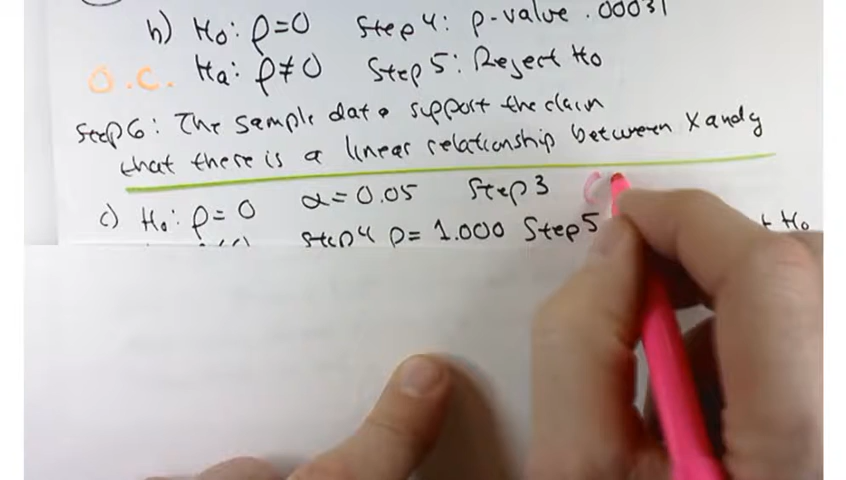 b) H₀: ρ=0 Step 4: p-value .00031
O.C. Hₐ: ρ≠0 Step 5: Reject H₀
Step 6: The sample data support the claim
that there is a linear relationship between x and y
c) H₀: ρ=0 α=0.05 Step 3
Step 4 p=1.000 Step 5 H₀